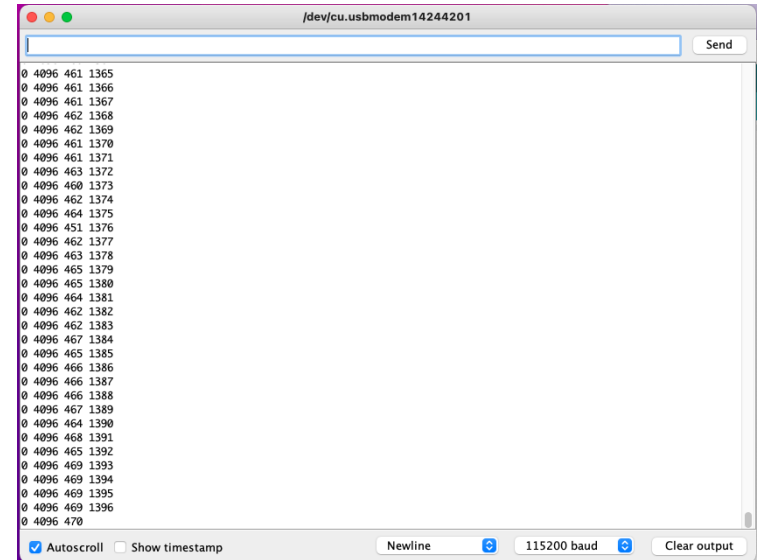 /dev/cu.usbmodem14244201
Send
0 4096 461 1365
0 4096 461 1366
0 4096 461 1367
0 4096 462 1368
0 4096 462 1369
0 4096 461 1370
0 4096 461 1371
0 4096 463 1372
0 4096 460 1373
0 4096 462 1374
0 4096 464 1375
0 4096 451 1376
0 4096 462 1377
0 4096 463 1378
0 4096 465 1379
0 4096 465 1380
0 4096 464 1381
0 4096 462 1382
0 4096 462 1383
0 4096 467 1384
0 4096 465 1385
0 4096 466 1386
0 4096 466 1387
0 4096 466 1388
0 4096 467 1389
0 4096 464 1390
0 4096 468 1391
0 4096 465 1392
0 4096 469 1393
0 4096 469 1394
0 4096 469 1395
0 4096 469 1396
0 4096 470
Autoscroll Show timestamp Newline 115200 baud Clear output